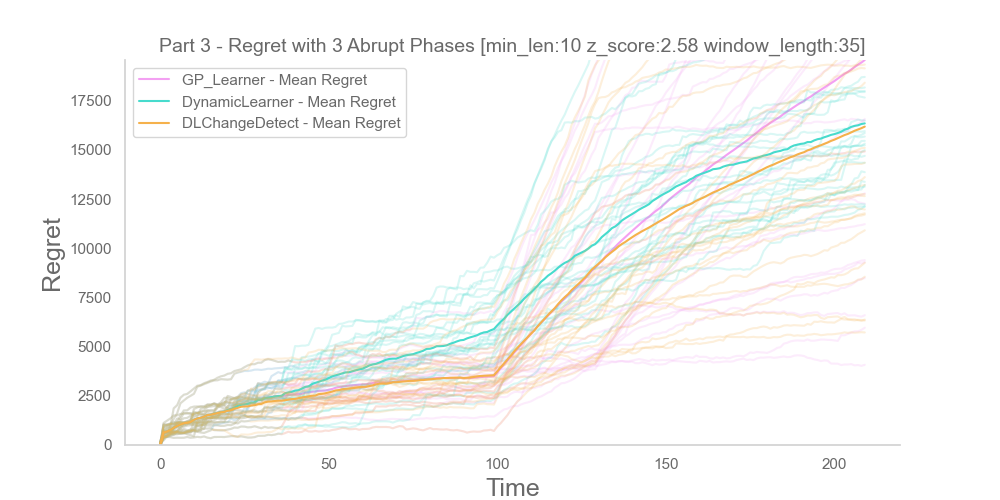 Part 3 - Regret with 3 Abrupt Phases [min_len:10 z_score:2.58 window_length:35]
GP_Learner - Mean Regret
DynamicLearner - Mean Regret
DLChangeDetect - Mean Regret
17500
15000
12500
10000
7500
5000
2500
0
Regret
0 50 100 150 200
Time